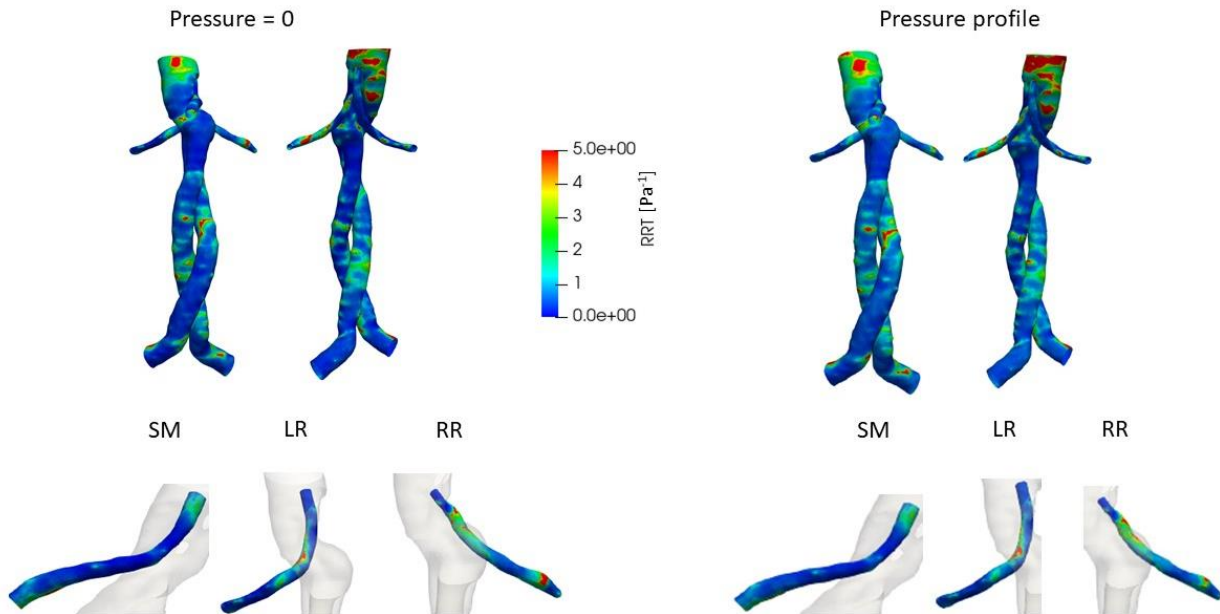 Pressure = 0
Pressure profile
5.0e+00
4
3
2
1
0.0e+00
RRT [Pa⁻¹]
SM LR RR
SM LR RR